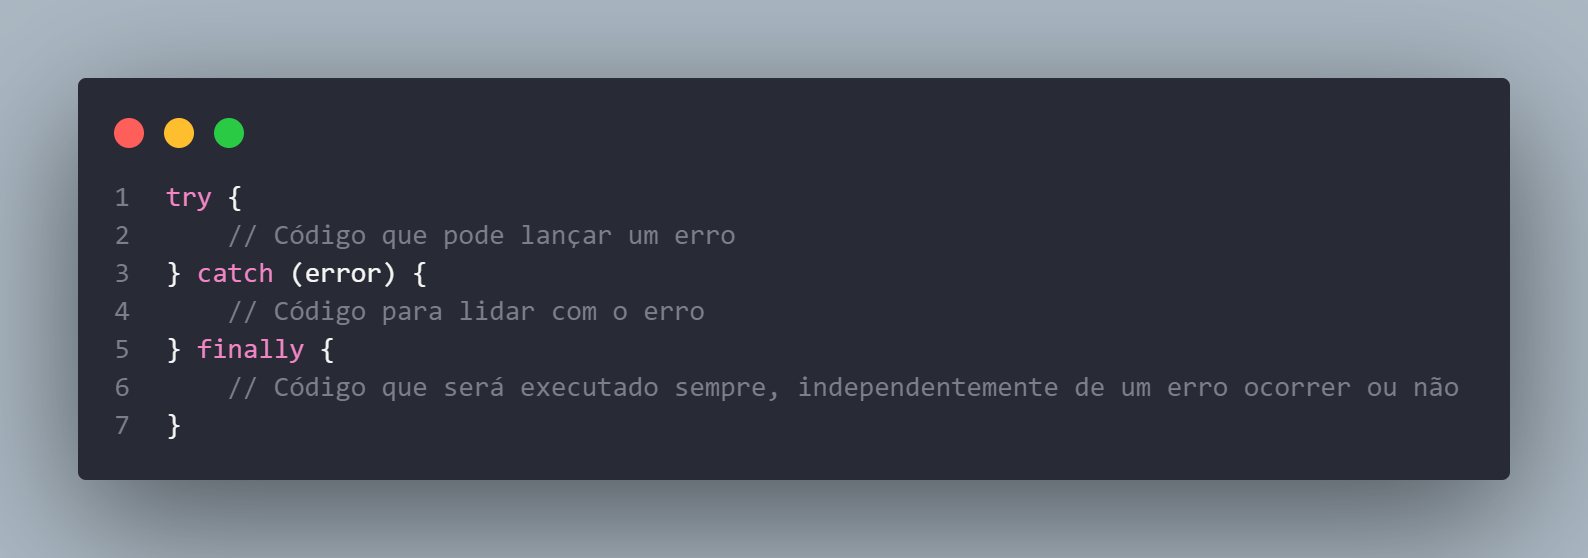 1 try {
2     // Código que pode lançar um erro
3 } catch (error) {
4     // Código para lidar com o erro
5 } finally {
6     // Código que será executado sempre, independentemente de um erro ocorrer ou não
7 }